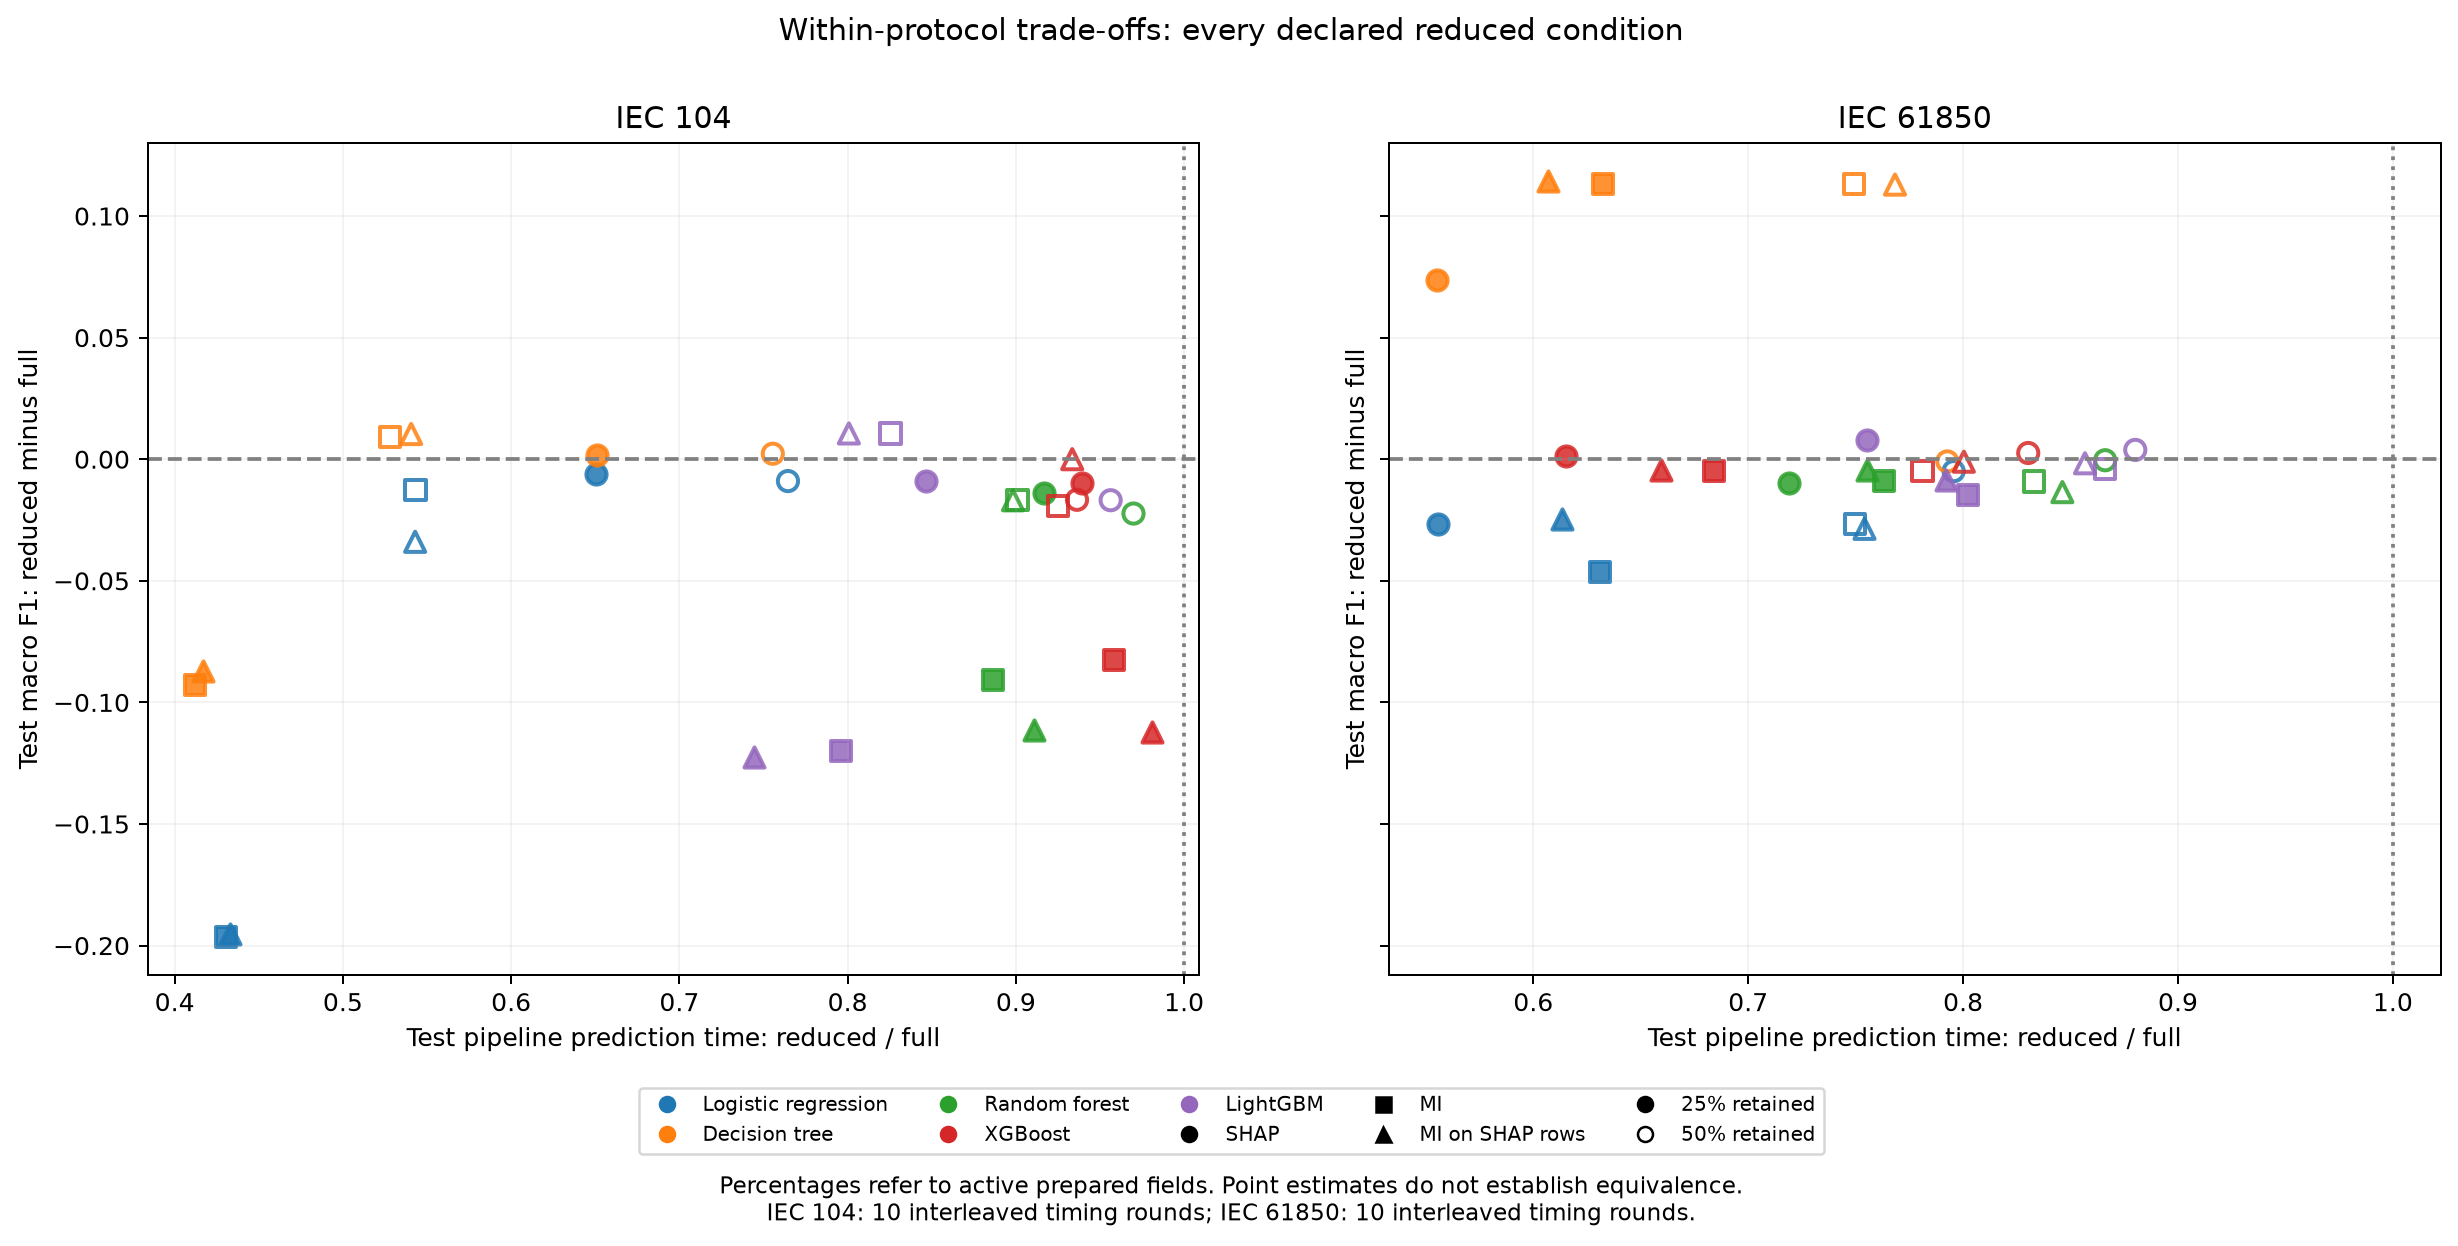 Within-protocol trade-offs: every declared reduced condition
IEC 104
Test macro F1: reduced minus full
0.10
0.05
0.00
−0.05
−0.10
−0.15
−0.20
0.4 0.5 0.6 0.7 0.8 0.9 1.0
Test pipeline prediction time: reduced / full
IEC 61850
Test macro F1: reduced minus full
0.6 0.7 0.8 0.9 1.0
Test pipeline prediction time: reduced / full
Logistic regression Random forest LightGBM MI 25% retained
Decision tree XGBoost SHAP MI on SHAP rows 50% retained
Percentages refer to active prepared fields. Point estimates do not establish equivalence.
IEC 104: 10 interleaved timing rounds; IEC 61850: 10 interleaved timing rounds.